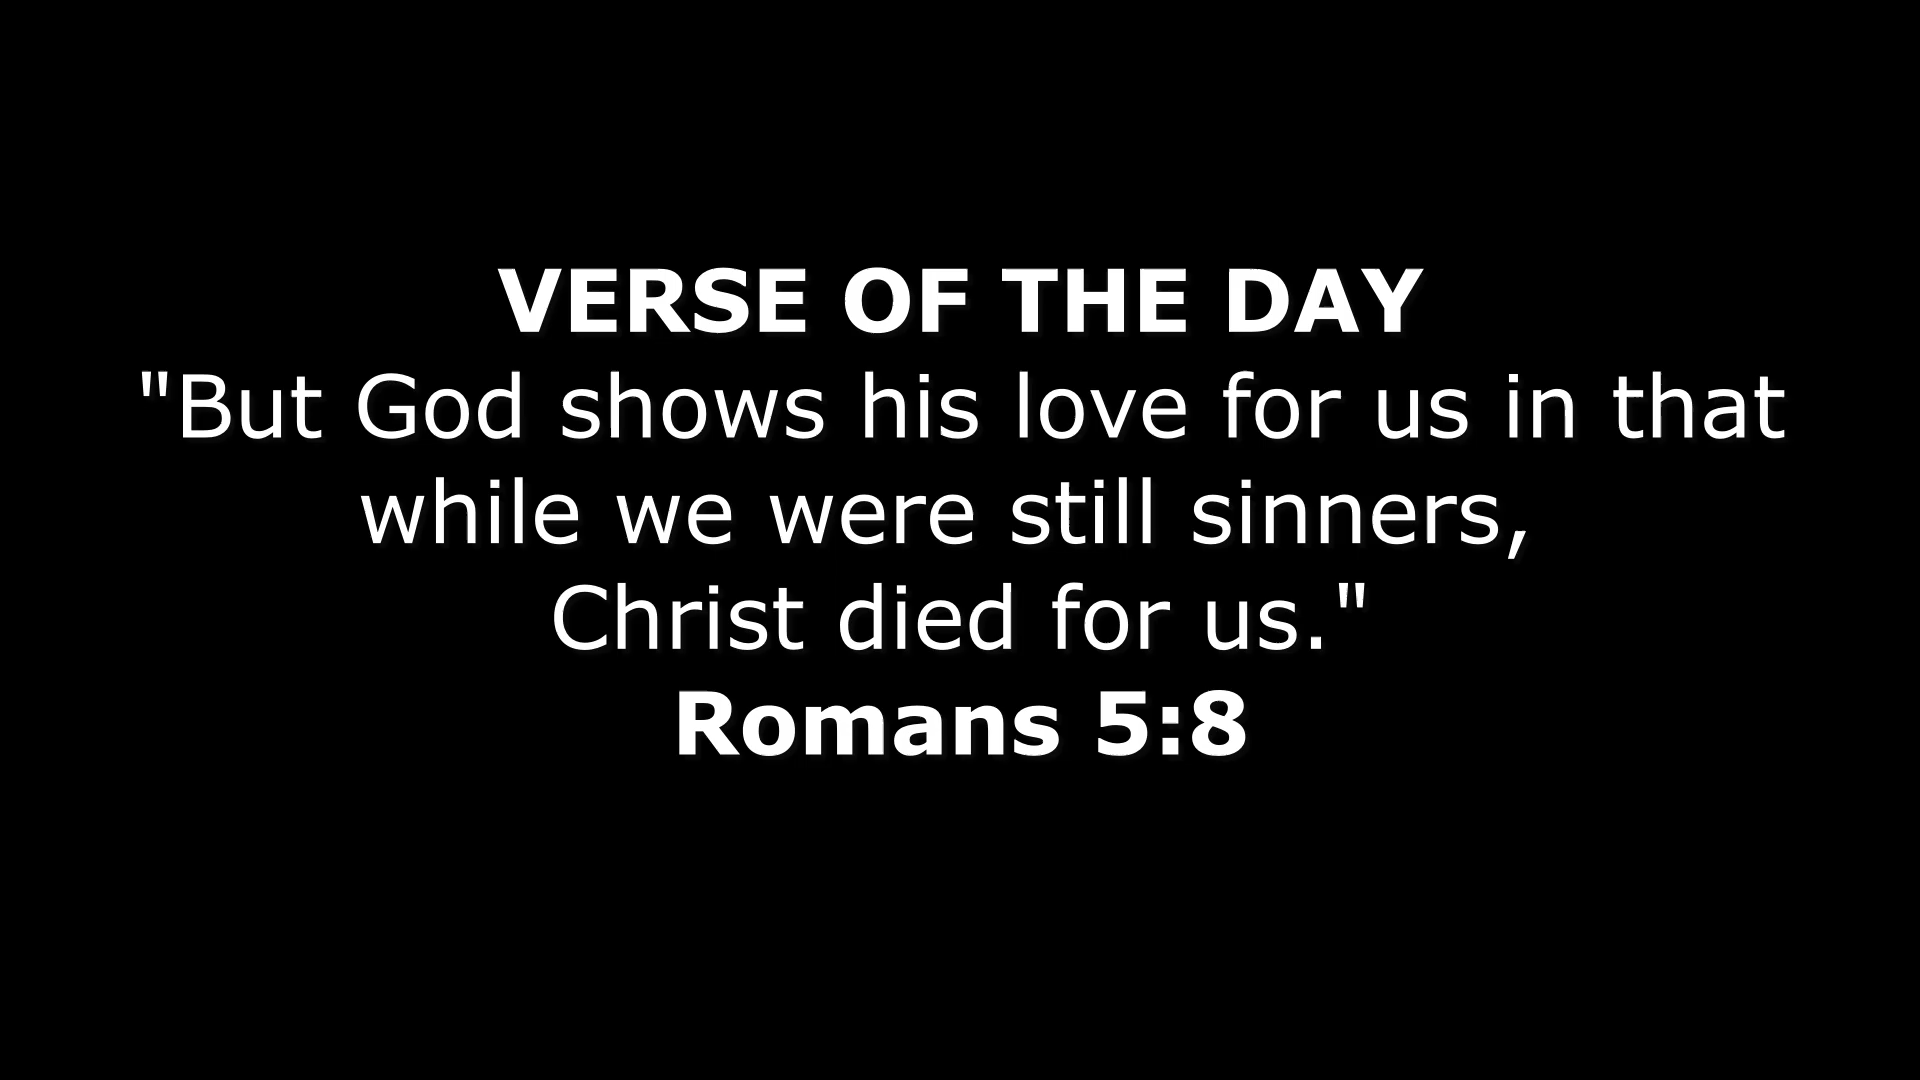 VERSE OF THE DAY
"But God shows his love for us in that
while we were still sinners,
Christ died for us."
Romans 5:8